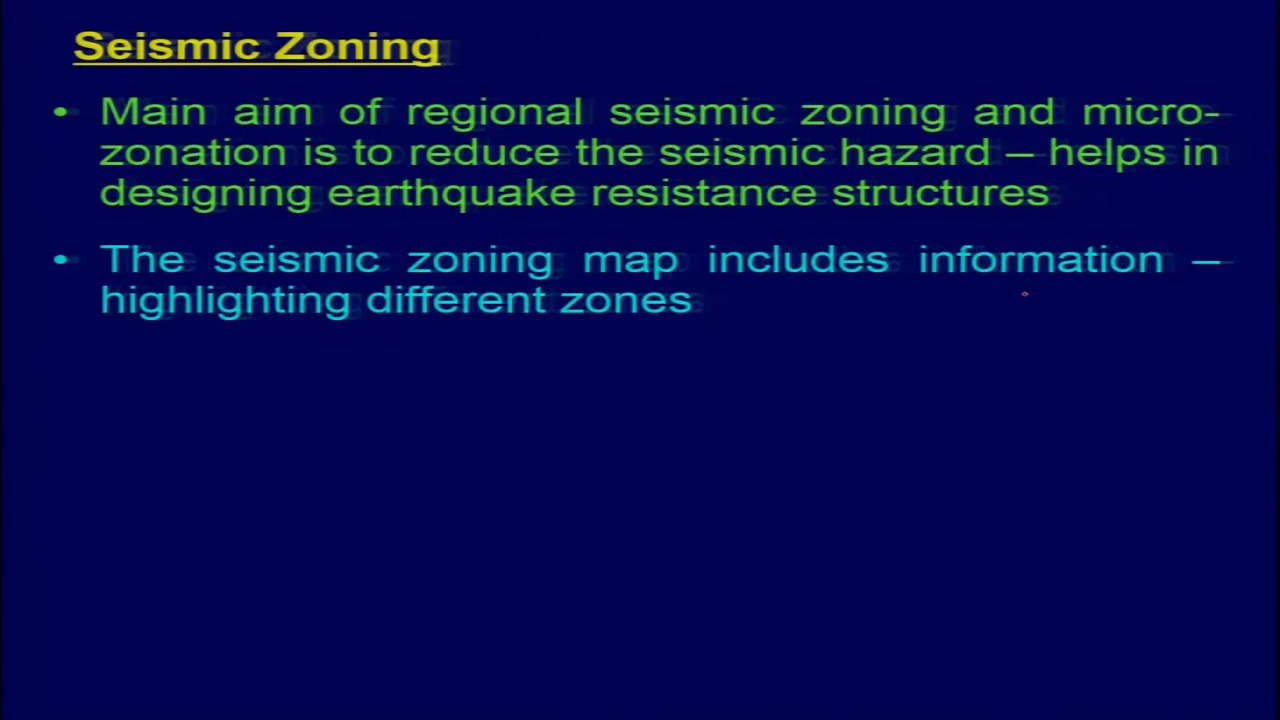 Seismic Zoning
• Main aim of regional seismic zoning and micro-
zonation is to reduce the seismic hazard – helps in
designing earthquake resistance structures
• The seismic zoning map includes information –
highlighting different zones